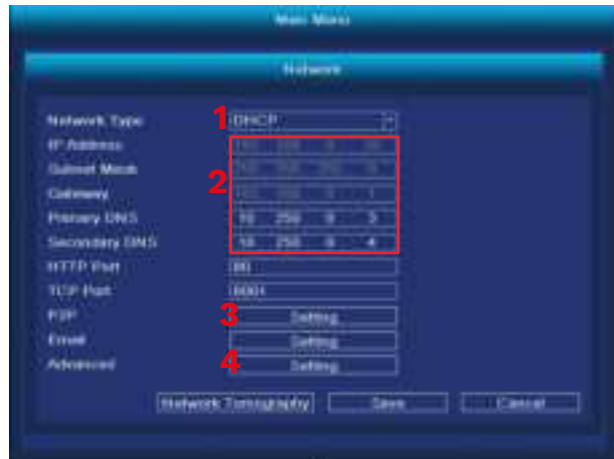 Main Menu
Network
Network Type 1 DHCP
IP Address
Subnet Mask
2
Gateway 1
Primary DNS 10 250 0 3
Secondary DNS 10 250 0 4
HTTP Port 80
TCP Port
P2P 3 Setting
Email Setting
Advanced 4 Setting
Network Tomography Save Cancel